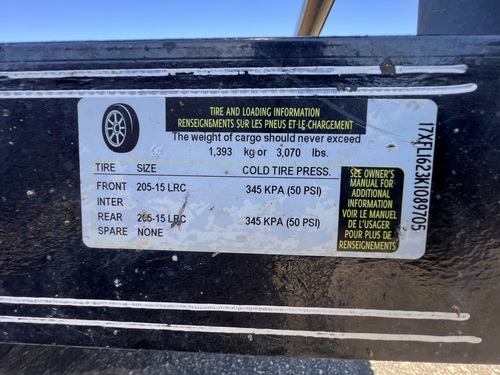 TIRE AND LOADING INFORMATION
RENSEIGNEMENTS SUR LES PNEUS ET LE CHARGEMENT
The weight of cargo should never exceed
1,393 kg or 3,070 lbs.
TIRE SIZE COLD TIRE PRESS.
FRONT 205-15 LRC 345 KPA (50 PSI)
INTER
REAR 205-15 LRC 345 KPA (50 PSI)
SPARE NONE
SEE OWNER'S
MANUAL FOR
ADDITIONAL
INFORMATION
VOIR LE MANUEL
DE L'USAGER
POUR PLUS DE
RENSEIGNEMENTS
17XFL1623K1089705